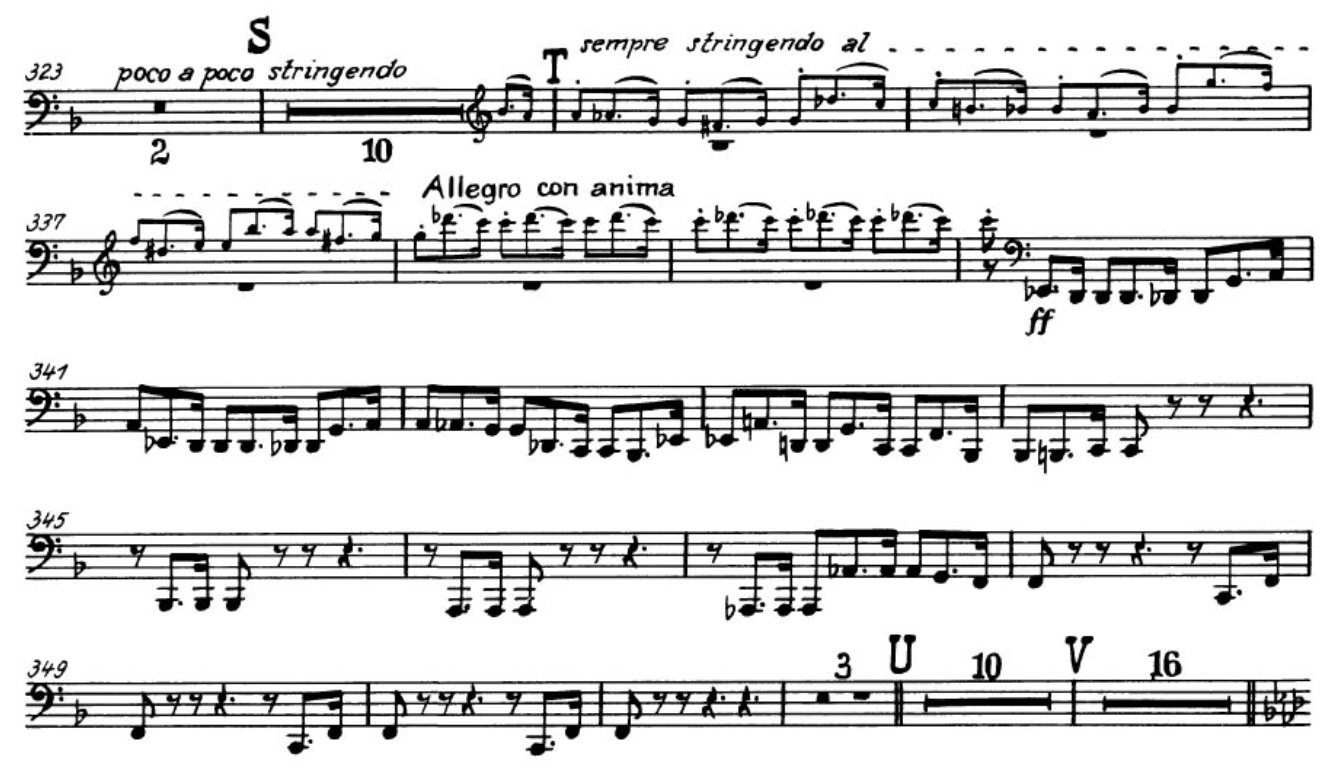 S
323 poco a poco stringendo T sempre stringendo al
2 10
337 Allegro con anima
ff
341
345
349 3 U 10 V 16